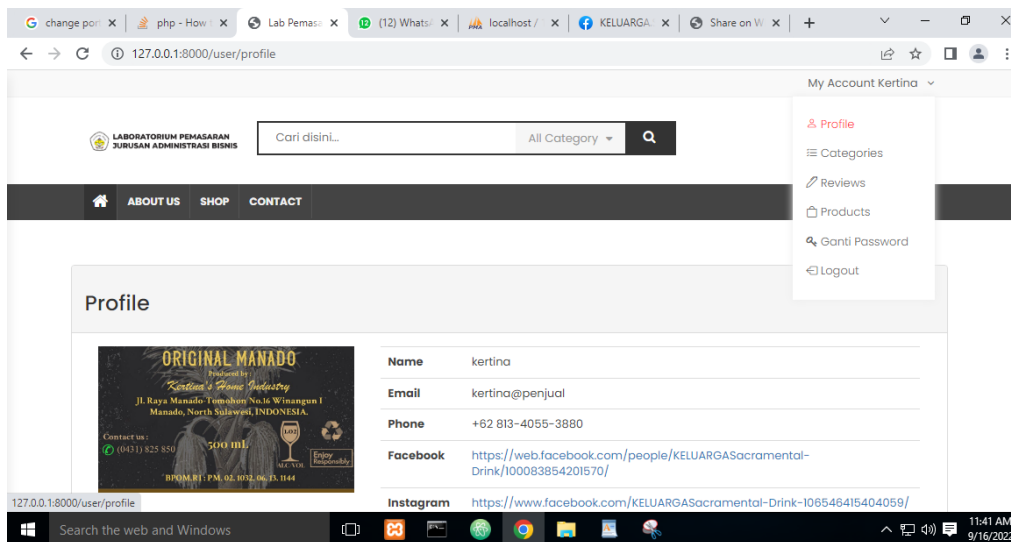 change por
php - How t
Lab Pemasa
(12) Whats
localhost /
KELUARGA
Share on W
127.0.0.1:8000/user/profile
My Account Kertina
LABORATORIUM PEMASARAN
JURUSAN ADMINISTRASI BISNIS
Cari disini...
All Category
Profile
Categories
Reviews
Products
Ganti Password
Logout
ABOUT US SHOP CONTACT
Profile
ORIGINAL MANADO
Produced by :
Kertina's Home Industry
Jl. Raya Manado-Tomohon No.16 Winangun I
Manado, North Sulawesi, INDONESIA.
Contact us :
(0431) 825 850
500 ml
ALC/VOL
Enjoy
Responsibly
BPOM.RI : PM. 02. 1032. 06. 13. 1144
Name kertina
Email kertina@penjual
Phone +62 813-4055-3880
Facebook https://web.facebook.com/people/KELUARGASacramental-
Drink/100083854201570/
Instagram https://www.facebook.com/KELUARGASacramental-Drink-106546415404059/
127.0.0.1:8000/user/profile
Search the web and Windows
11:41 AM